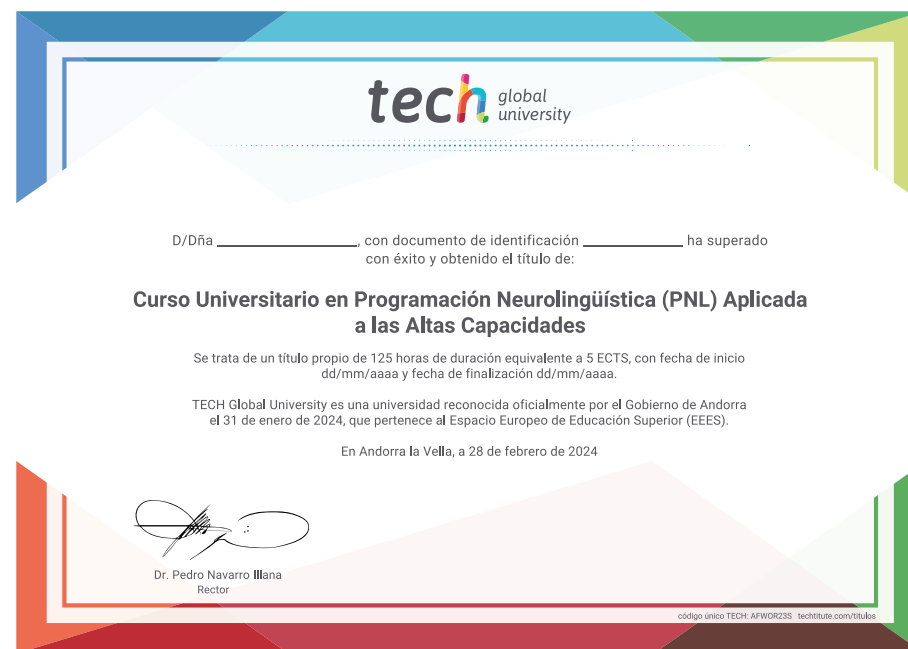 tech global university
D/Dña ____________________, con documento de identificación ______________ ha superado
con éxito y obtenido el título de:
Curso Universitario en Programación Neurolingüística (PNL) Aplicada
a las Altas Capacidades
Se trata de un título propio de 125 horas de duración equivalente a 5 ECTS, con fecha de inicio
dd/mm/aaaa y fecha de finalización dd/mm/aaaa.
TECH Global University es una universidad reconocida oficialmente por el Gobierno de Andorra
el 31 de enero de 2024, que pertenece al Espacio Europeo de Educación Superior (EEES).
En Andorra la Vella, a 28 de febrero de 2024
Dr. Pedro Navarro Illana
Rector
código único TECH: AFWOR23S techtitute.com/titulos